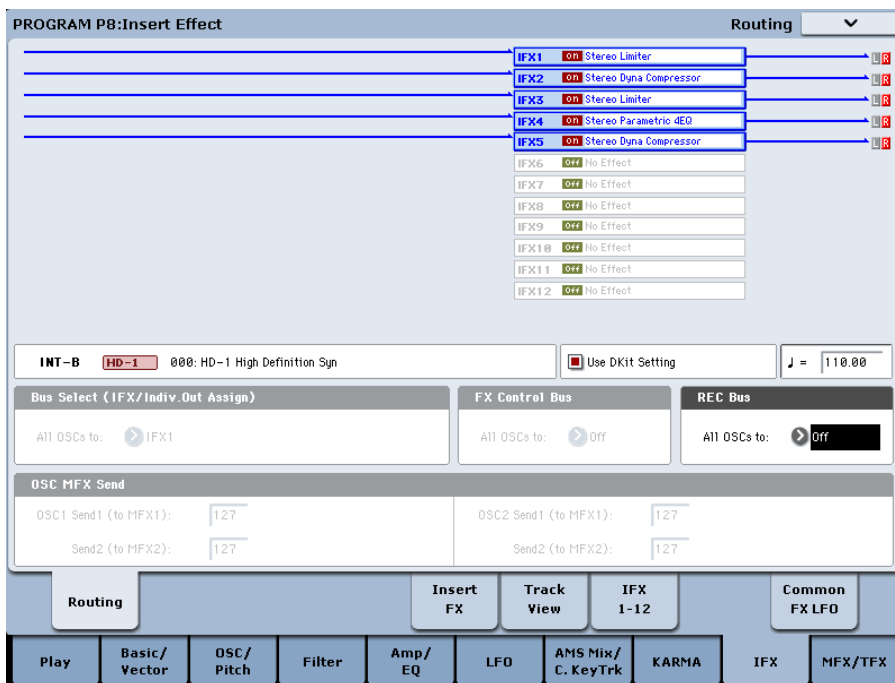 PROGRAM P8:Insert Effect Routing
IFX1 On Stereo Limiter L R
IFX2 On Stereo Dyna Compressor L R
IFX3 On Stereo Limiter L R
IFX4 On Stereo Parametric 4EQ L R
IFX5 On Stereo Dyna Compressor L R
IFX6 Off No Effect
IFX7 Off No Effect
IFX8 Off No Effect
IFX9 Off No Effect
IFX10 Off No Effect
IFX11 Off No Effect
IFX12 Off No Effect
INT-B HD-1 000: HD-1 High Definition Syn Use DKit Setting ♩ = 110.00
Bus Select (IFX/Indiv.Out Assign) FX Control Bus REC Bus
All OSCs to: IFX1 All OSCs to: Off All OSCs to: Off
OSC MFX Send
OSC1 Send1 (to MFX1): 127 OSC2 Send1 (to MFX1): 127
Send2 (to MFX2): 127 Send2 (to MFX2): 127
Routing Insert FX Track View IFX 1-12 Common FX LFO
Play Basic/Vector OSC/Pitch Filter Amp/EQ LFO AMS Mix/C. KeyTrk KARMA IFX MFX/TFX